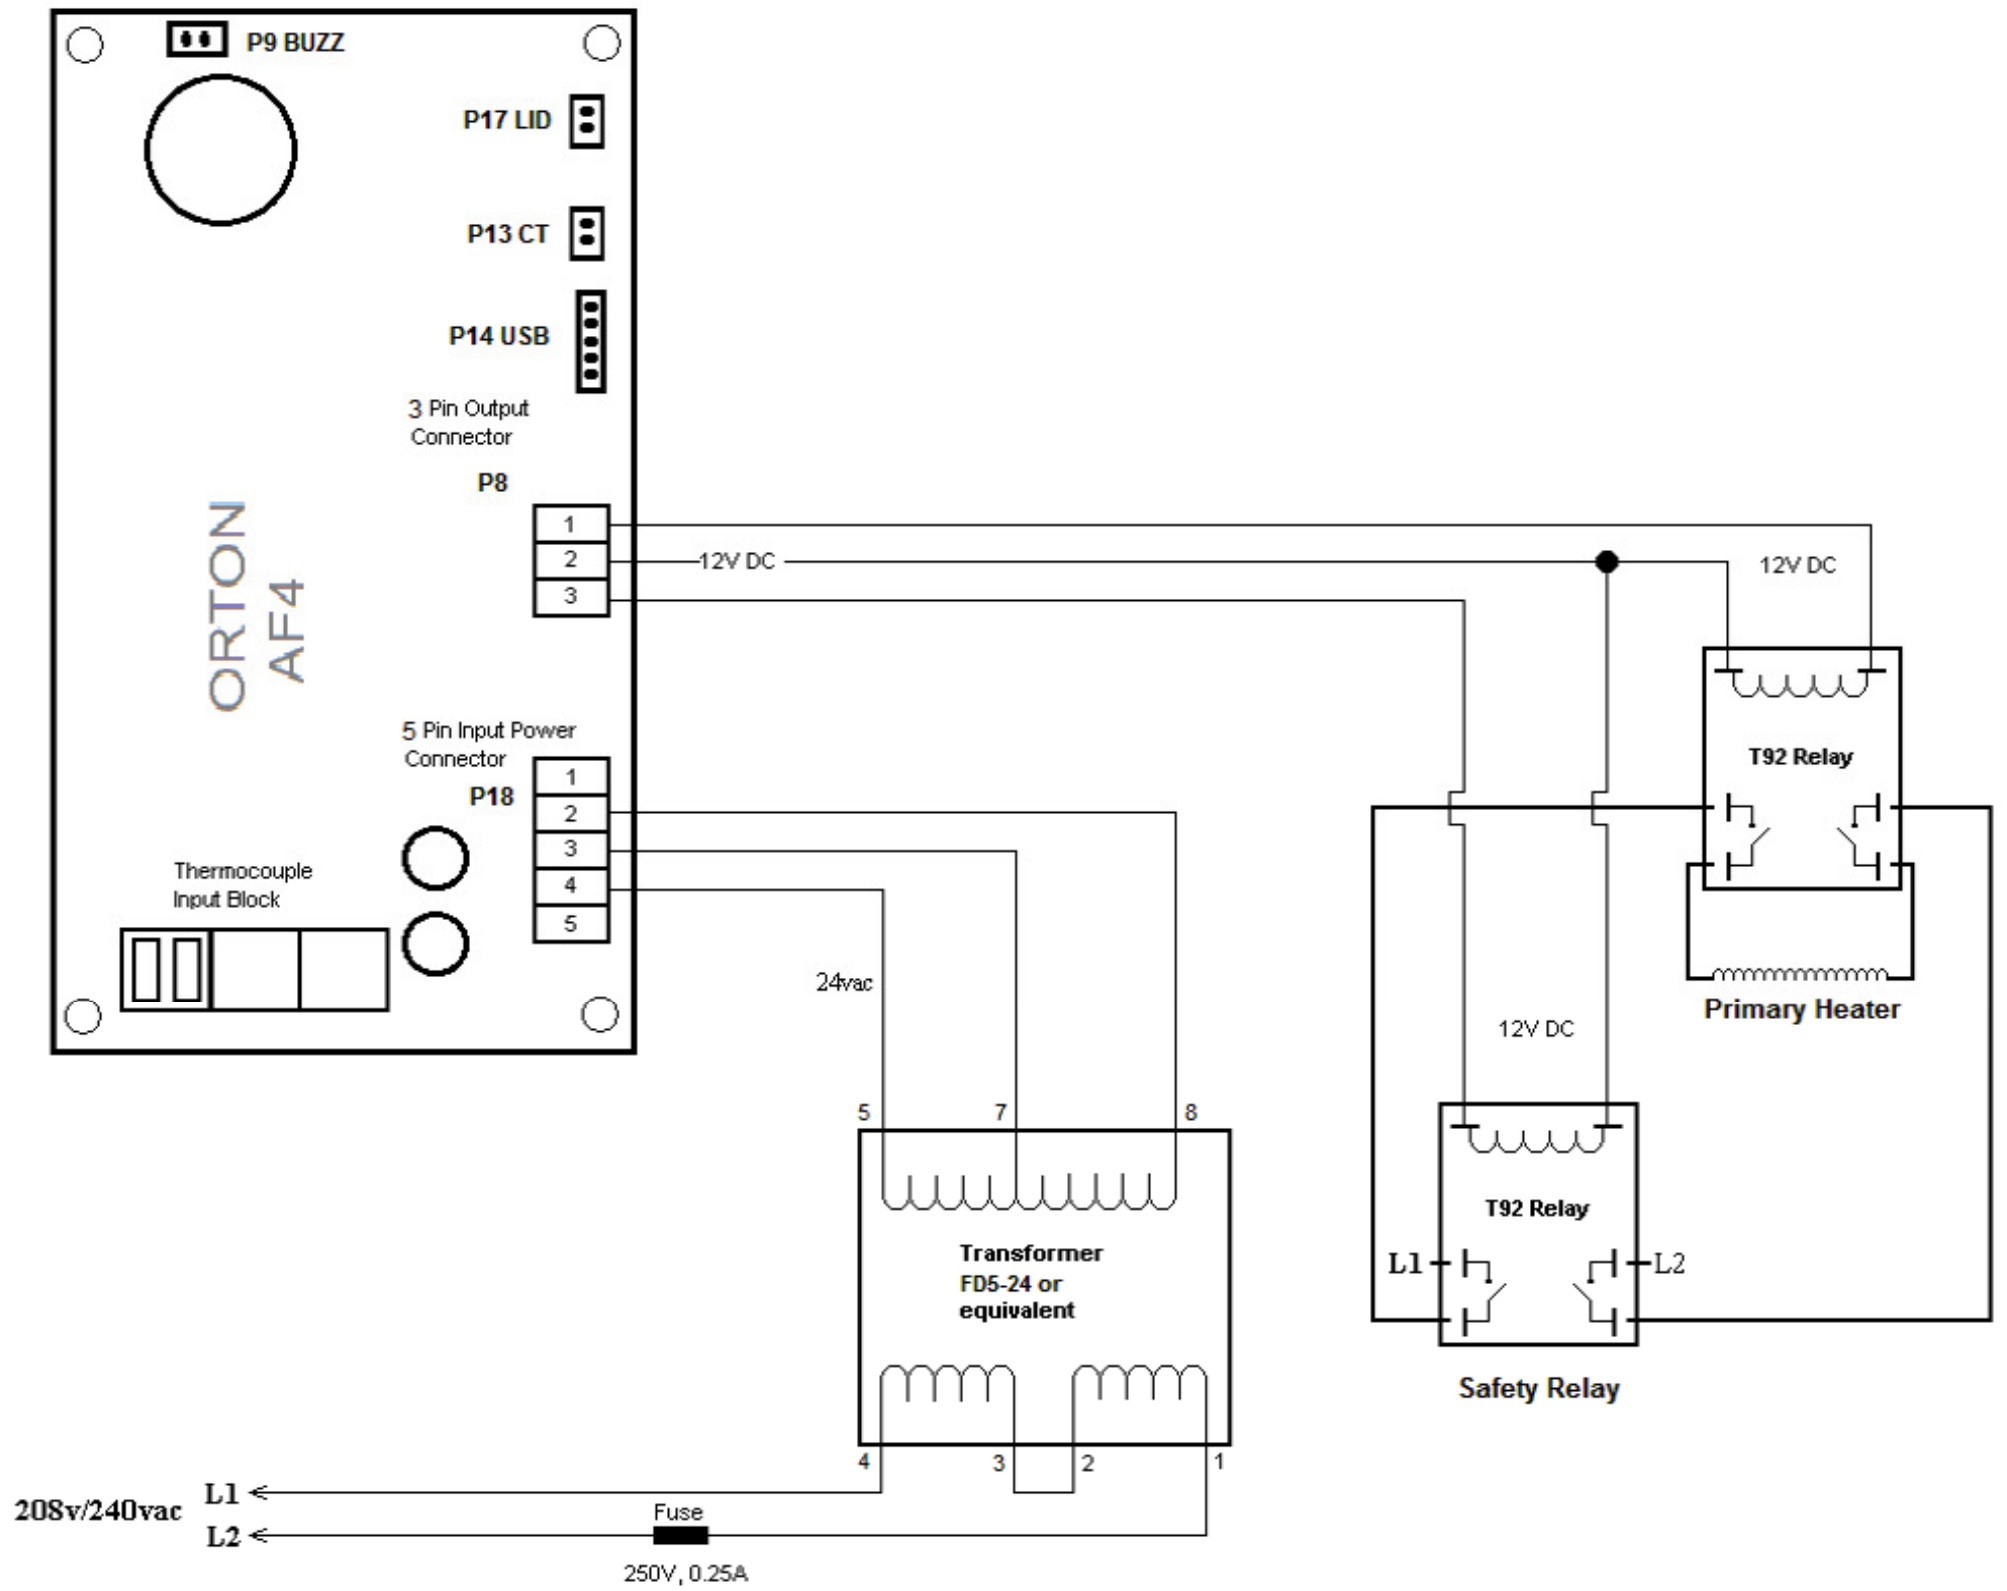 P9 BUZZ
P17 LID
P13 CT
P14 USB
3 Pin Output
Connector
P8
1
2
3
12V DC
12V DC
ORTON
AF4
5 Pin Input Power
Connector
P18
1
2
3
4
5
Thermocouple
Input Block
24vac
T92 Relay
Primary Heater
12V DC
5
7
8
Transformer
FD5-24 or
equivalent
4
3
2
1
T92 Relay
L1
L2
Safety Relay
208v/240vac
L1
L2
Fuse
250V, 0.25A